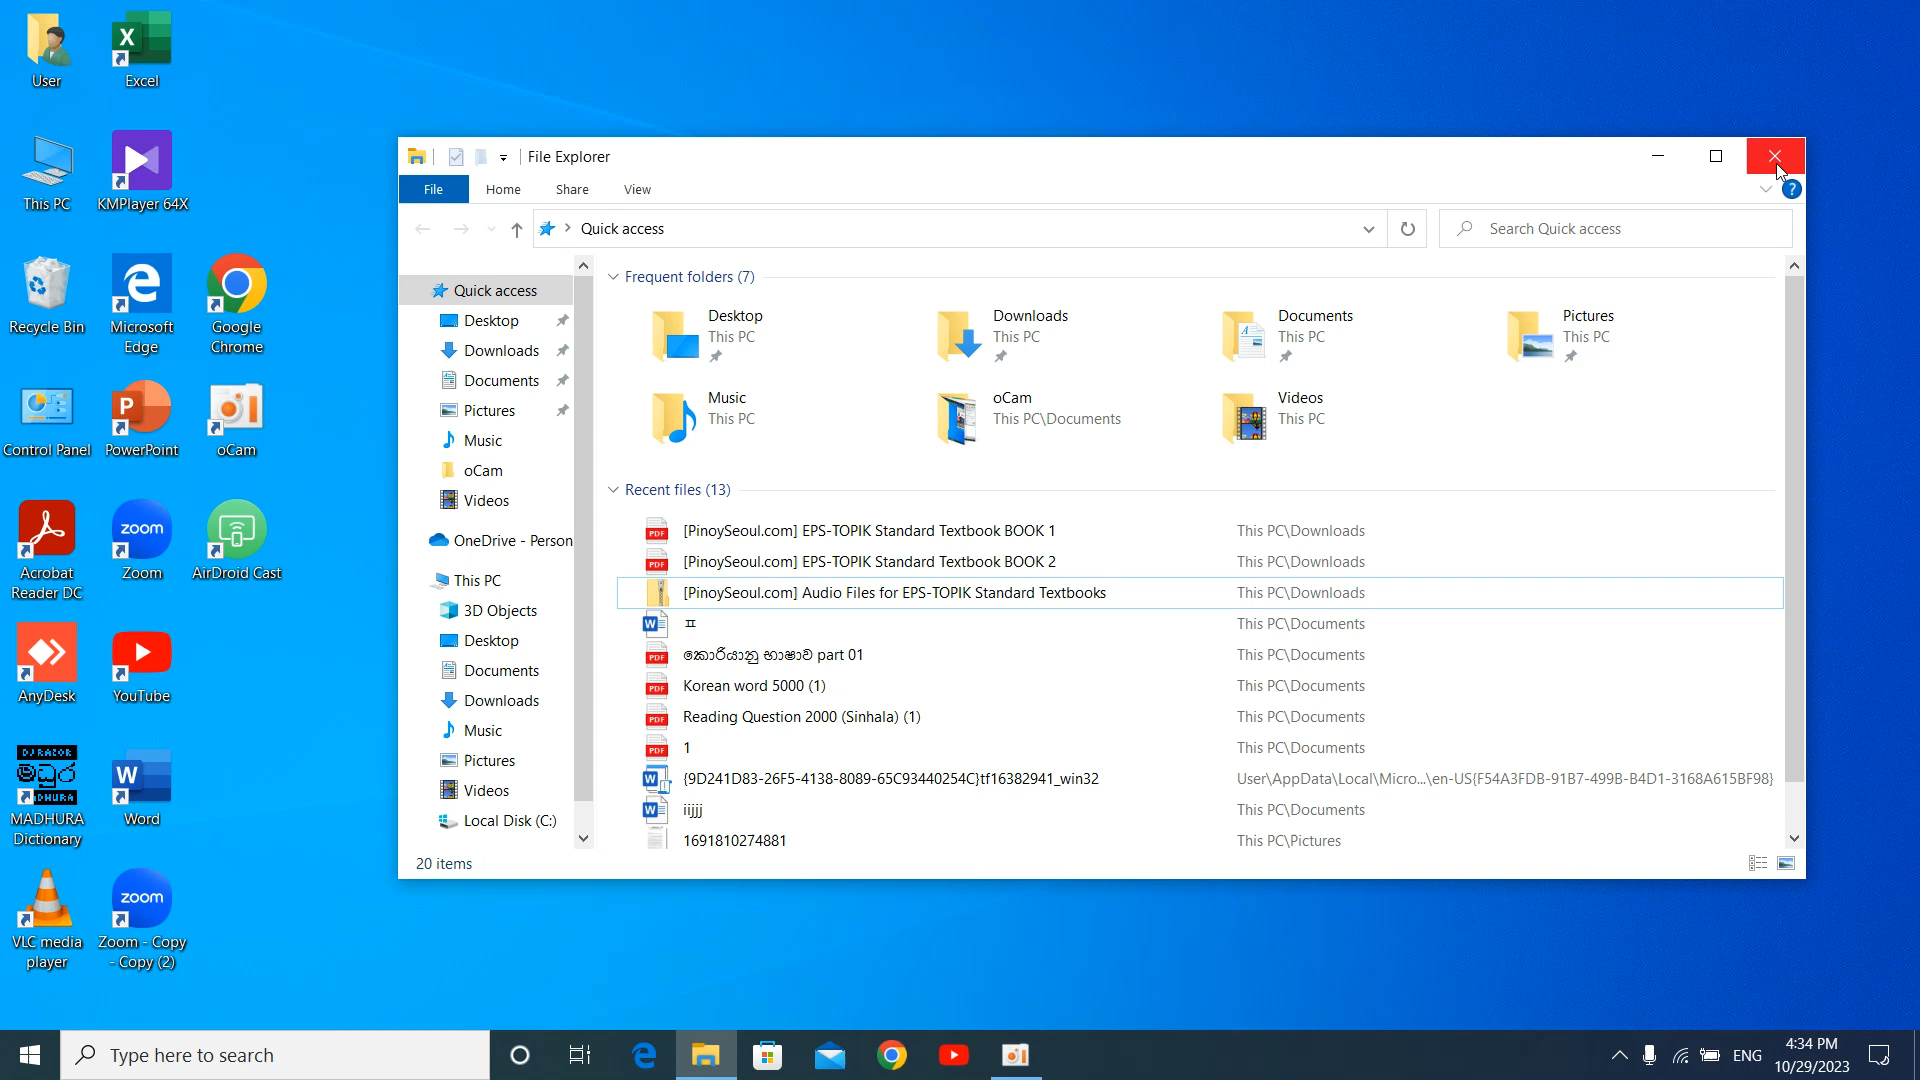 User
Excel
This PC
KMPlayer 64X
Recycle Bin
Microsoft
Edge
Google
Chrome
Control Panel
PowerPoint
oCam
Acrobat
Reader DC
zoom
Zoom
AirDroid Cast
AnyDesk
YouTube
DJ RAZOR
මධුර
MADHURA
MADHURA
Dictionary
Word
VLC media
player
zoom
Zoom - Copy
- Copy (2)
File Explorer
File
Home
Share
View
Quick access
Search Quick access
Quick access
Desktop
Downloads
Documents
Pictures
Music
oCam
Videos
OneDrive - Person
This PC
3D Objects
Desktop
Documents
Downloads
Music
Pictures
Videos
Local Disk (C:)
Frequent folders (7)
Desktop
This PC
Downloads
This PC
Documents
This PC
Pictures
This PC
Music
This PC
oCam
This PC\Documents
Videos
This PC
Recent files (13)
[PinoySeoul.com] EPS-TOPIK Standard Textbook BOOK 1 This PC\Downloads
[PinoySeoul.com] EPS-TOPIK Standard Textbook BOOK 2 This PC\Downloads
[PinoySeoul.com] Audio Files for EPS-TOPIK Standard Textbooks This PC\Downloads
ㅍ This PC\Documents
කොරියානු භාෂාව part 01 This PC\Documents
Korean word 5000 (1) This PC\Documents
Reading Question 2000 (Sinhala) (1) This PC\Documents
1 This PC\Documents
{9D241D83-26F5-4138-8089-65C93440254C}tf16382941_win32 User\AppData\Local\Micro...\en-US{F54A3FDB-91B7-499B-B4D1-3168A615BF98}
iijjj This PC\Documents
1691810274881 This PC\Pictures
20 items
Type here to search
ENG
4:34 PM
10/29/2023